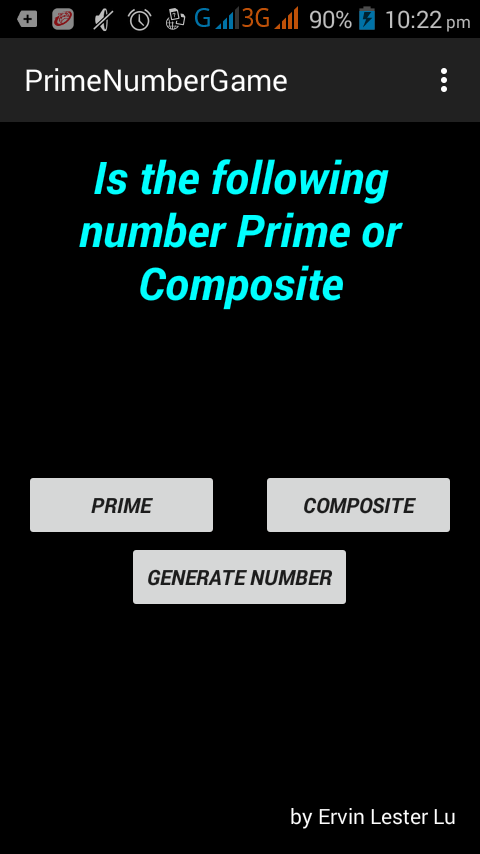 G 3G 90% 10:22 pm
PrimeNumberGame
Is the following
number Prime or
Composite
PRIME COMPOSITE
GENERATE NUMBER
by Ervin Lester Lu